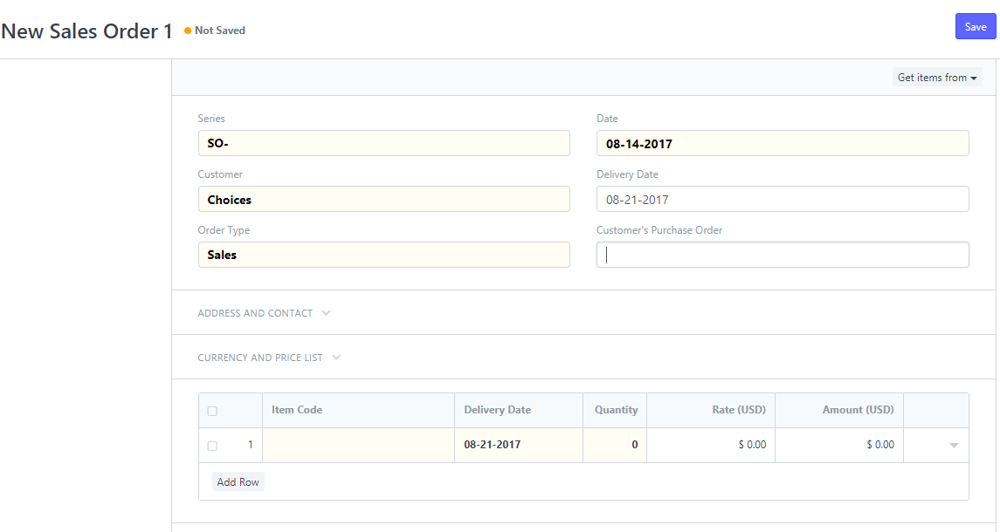 New Sales Order 1 Not Saved Save
Get items from
Series Date
SO- 08-14-2017
Customer Delivery Date
Choices 08-21-2017
Order Type Customer's Purchase Order
Sales
ADDRESS AND CONTACT
CURRENCY AND PRICE LIST
Item Code Delivery Date Quantity Rate (USD) Amount (USD)
1 08-21-2017 0 $ 0.00 $ 0.00
Add Row